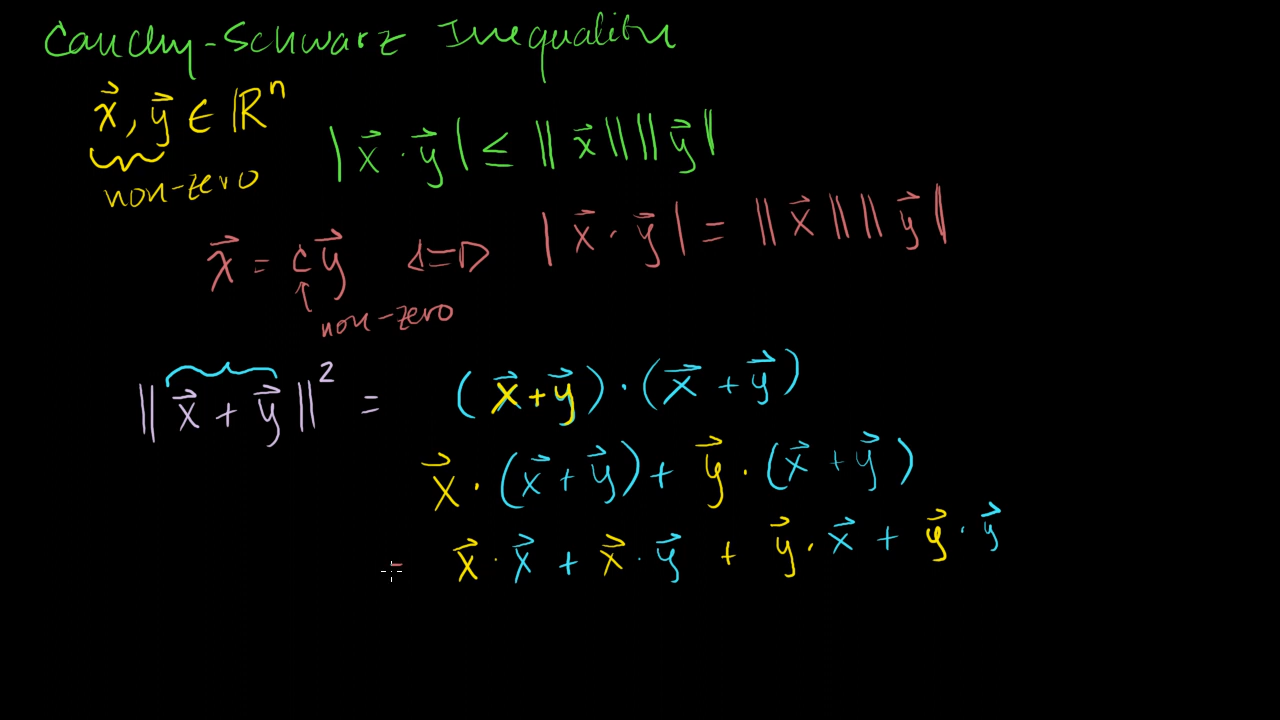 Cauchy-Schwarz Inequality
x⃗, y⃗ ∈ ℝⁿ
non-zero
|x⃗ · y⃗| ≤ ||x⃗|| ||y⃗||
x⃗ = cy⃗ ⇔ |x⃗ · y⃗| = ||x⃗|| ||y⃗||
↑
non-zero
||x⃗ + y⃗||² = (x⃗+y⃗) · (x⃗ + y⃗)
x⃗ · (x⃗ + y⃗) + y⃗ · (x⃗ + y⃗)
x⃗ · x⃗ + x⃗ · y⃗ + y⃗ · x⃗ + y⃗ · y⃗